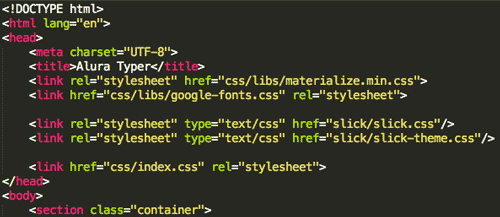 <!DOCTYPE html>
<html lang="en">
<head>
    <meta charset="UTF-8">
    <title>Alura Typer</title>
    <link rel="stylesheet" href="css/libs/materialize.min.css">
    <link href="css/libs/google-fonts.css" rel="stylesheet">
    <link rel="stylesheet" type="text/css" href="slick/slick.css"/>
    <link rel="stylesheet" type="text/css" href="slick/slick-theme.css"/>
    <link href="css/index.css" rel="stylesheet">
</head>
<body>
    <section class="container">